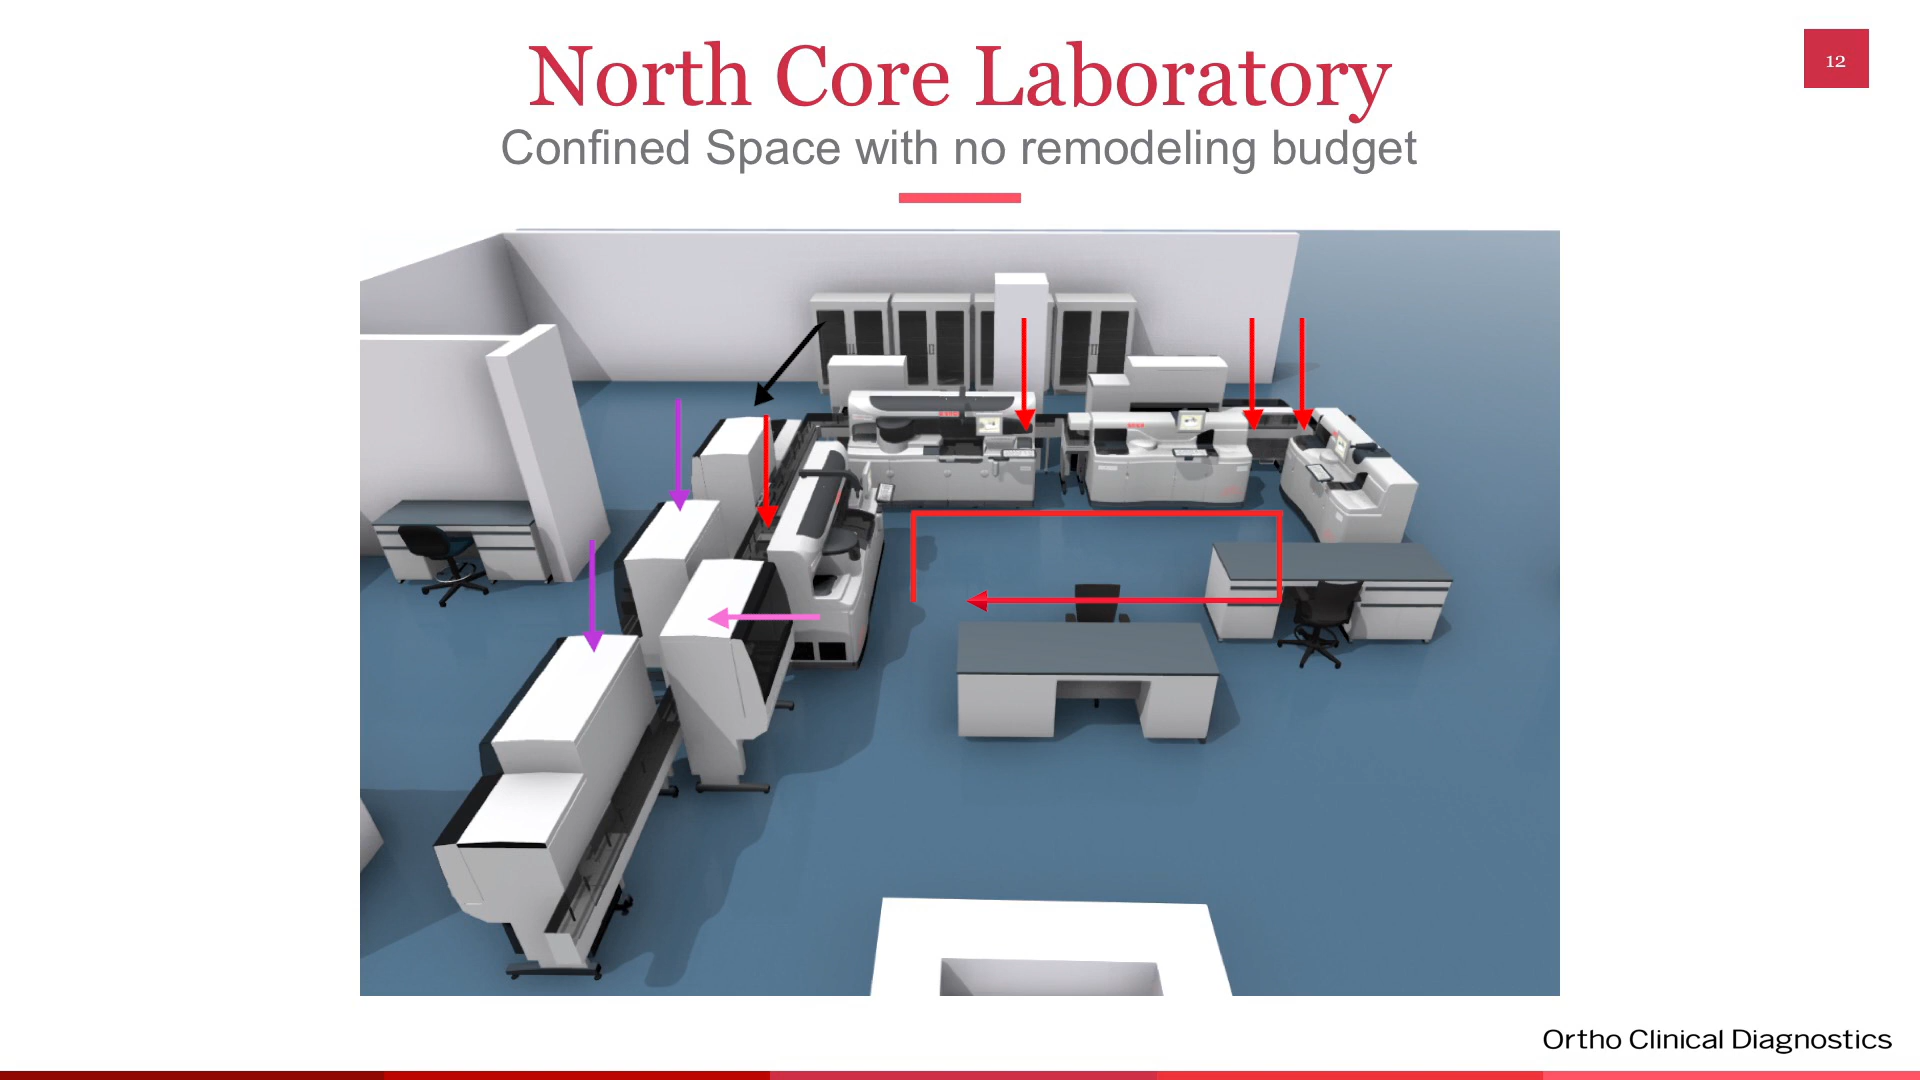 North Core Laboratory
12
Confined Space with no remodeling budget
Ortho Clinical Diagnostics